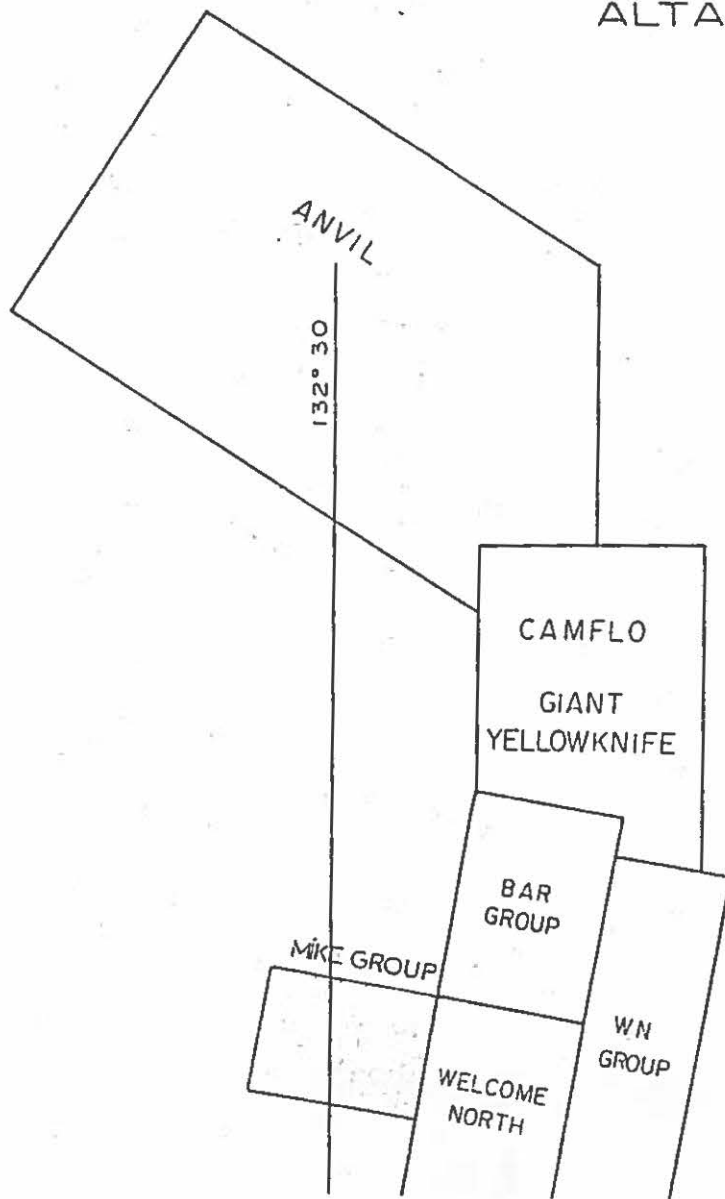 ALTA
ANVIL
132° 30
CAMFLO
GIANT
YELLOWKNIFE
BAR
GROUP
MIKE GROUP
WN
GROUP
WELCOME
NORTH